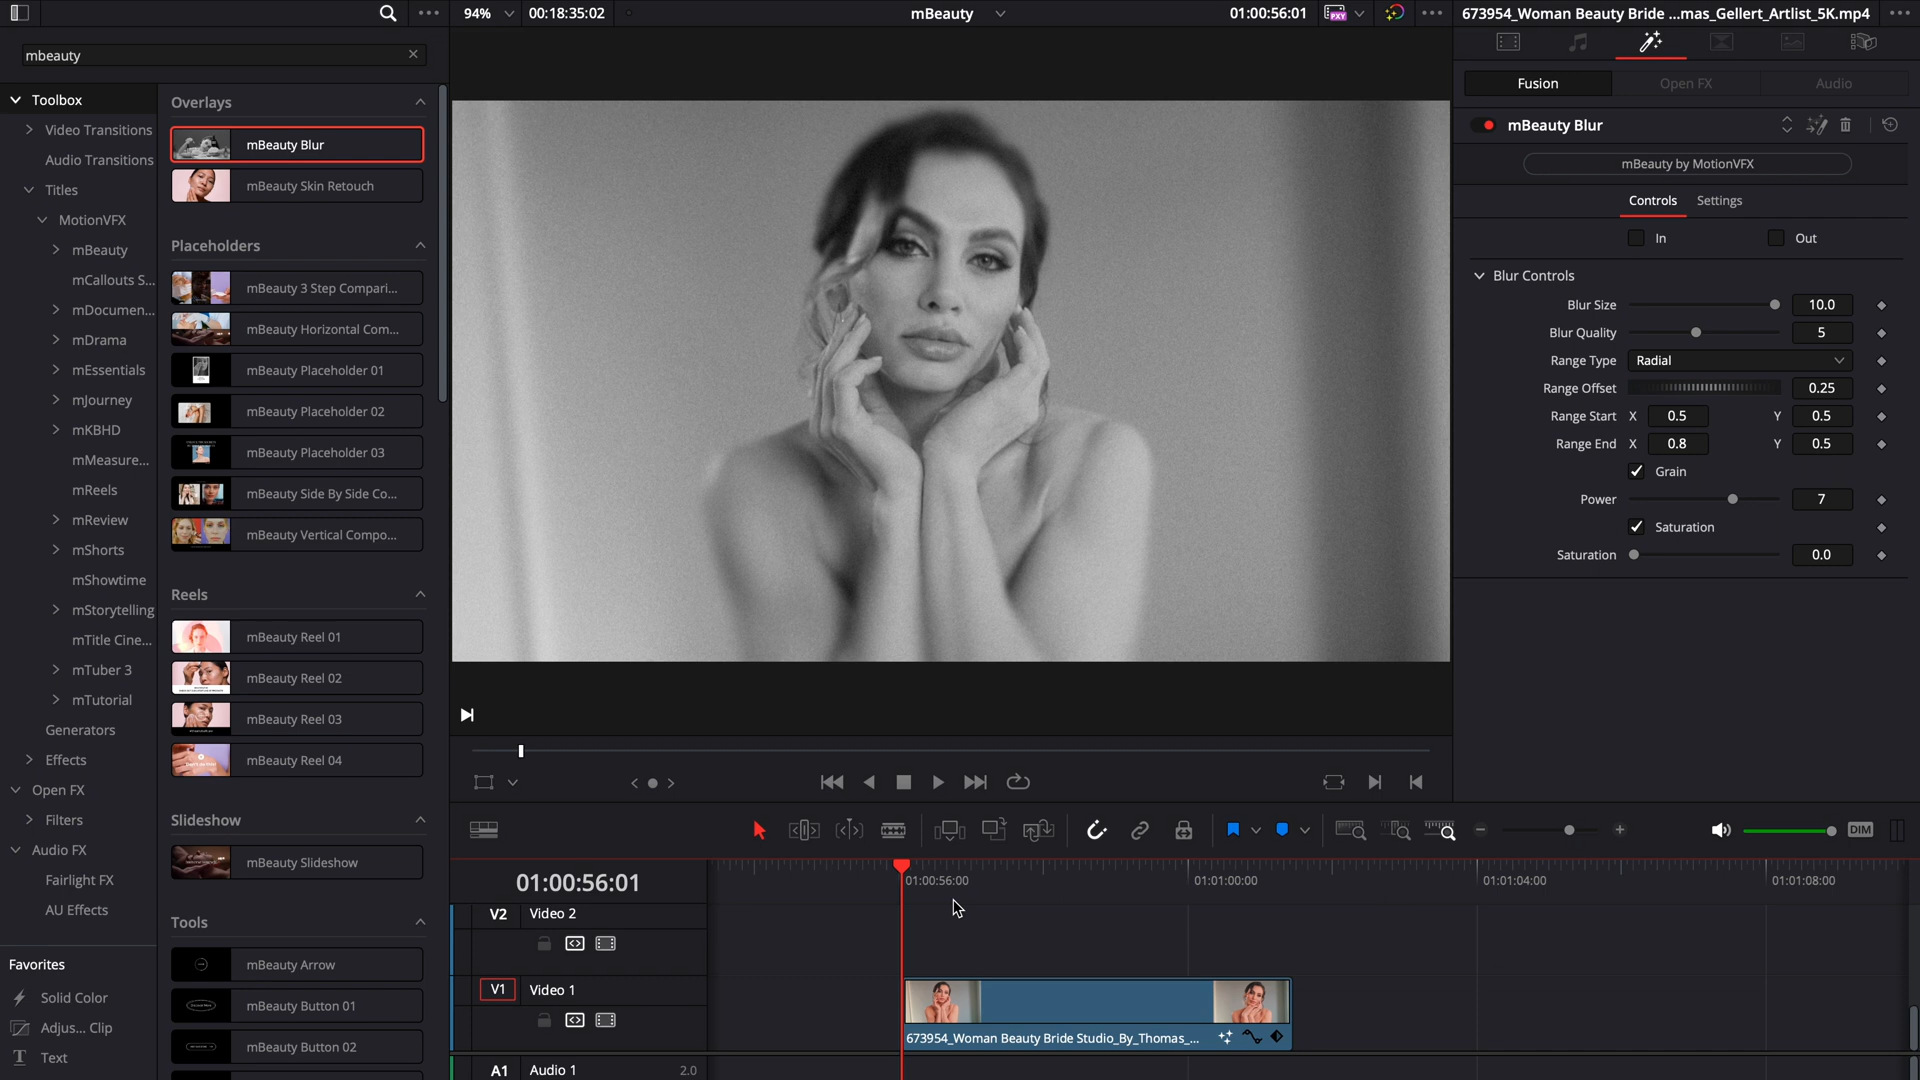 94%
00:18:35:02
mBeauty
01:00:56:01
PXY
673954_Woman Beauty Bride ...mas_Gellert_Artlist_5K.mp4
mbeauty
Toolbox
Video Transitions
Audio Transitions
Titles
MotionVFX
mBeauty
mCallouts S...
mDocumen...
mDrama
mEssentials
mJourney
mKBHD
mMeasure...
mReels
mReview
mShorts
mShowtime
mStorytelling
mTitle Cine...
mTuber 3
mTutorial
Generators
Effects
Open FX
Filters
Audio FX
Fairlight FX
AU Effects
Favorites
Solid Color
Adjus... Clip
Text
Overlays
mBeauty Blur
mBeauty Skin Retouch
Placeholders
mBeauty 3 Step Compari...
mBeauty Horizontal Com...
mBeauty Placeholder 01
mBeauty Placeholder 02
mBeauty Placeholder 03
mBeauty Side By Side Co...
mBeauty Vertical Compo...
Reels
mBeauty Reel 01
mBeauty Reel 02
mBeauty Reel 03
mBeauty Reel 04
Slideshow
mBeauty Slideshow
Tools
mBeauty Arrow
mBeauty Button 01
mBeauty Button 02
Fusion
Open FX
Audio
mBeauty Blur
mBeauty by MotionVFX
Controls Settings
In Out
Blur Controls
Blur Size 10.0
Blur Quality 5
Range Type Radial
Range Offset 0.25
Range Start X 0.5 Y 0.5
Range End X 0.8 Y 0.5
Grain
Power 7
Saturation
Saturation 0.0
DIM
01:00:56:01
01:00:56:00
01:01:00:00
01:01:04:00
01:01:08:00
V2 Video 2
V1 Video 1
673954_Woman Beauty Bride Studio_By_Thomas_...
A1 Audio 1 2.0